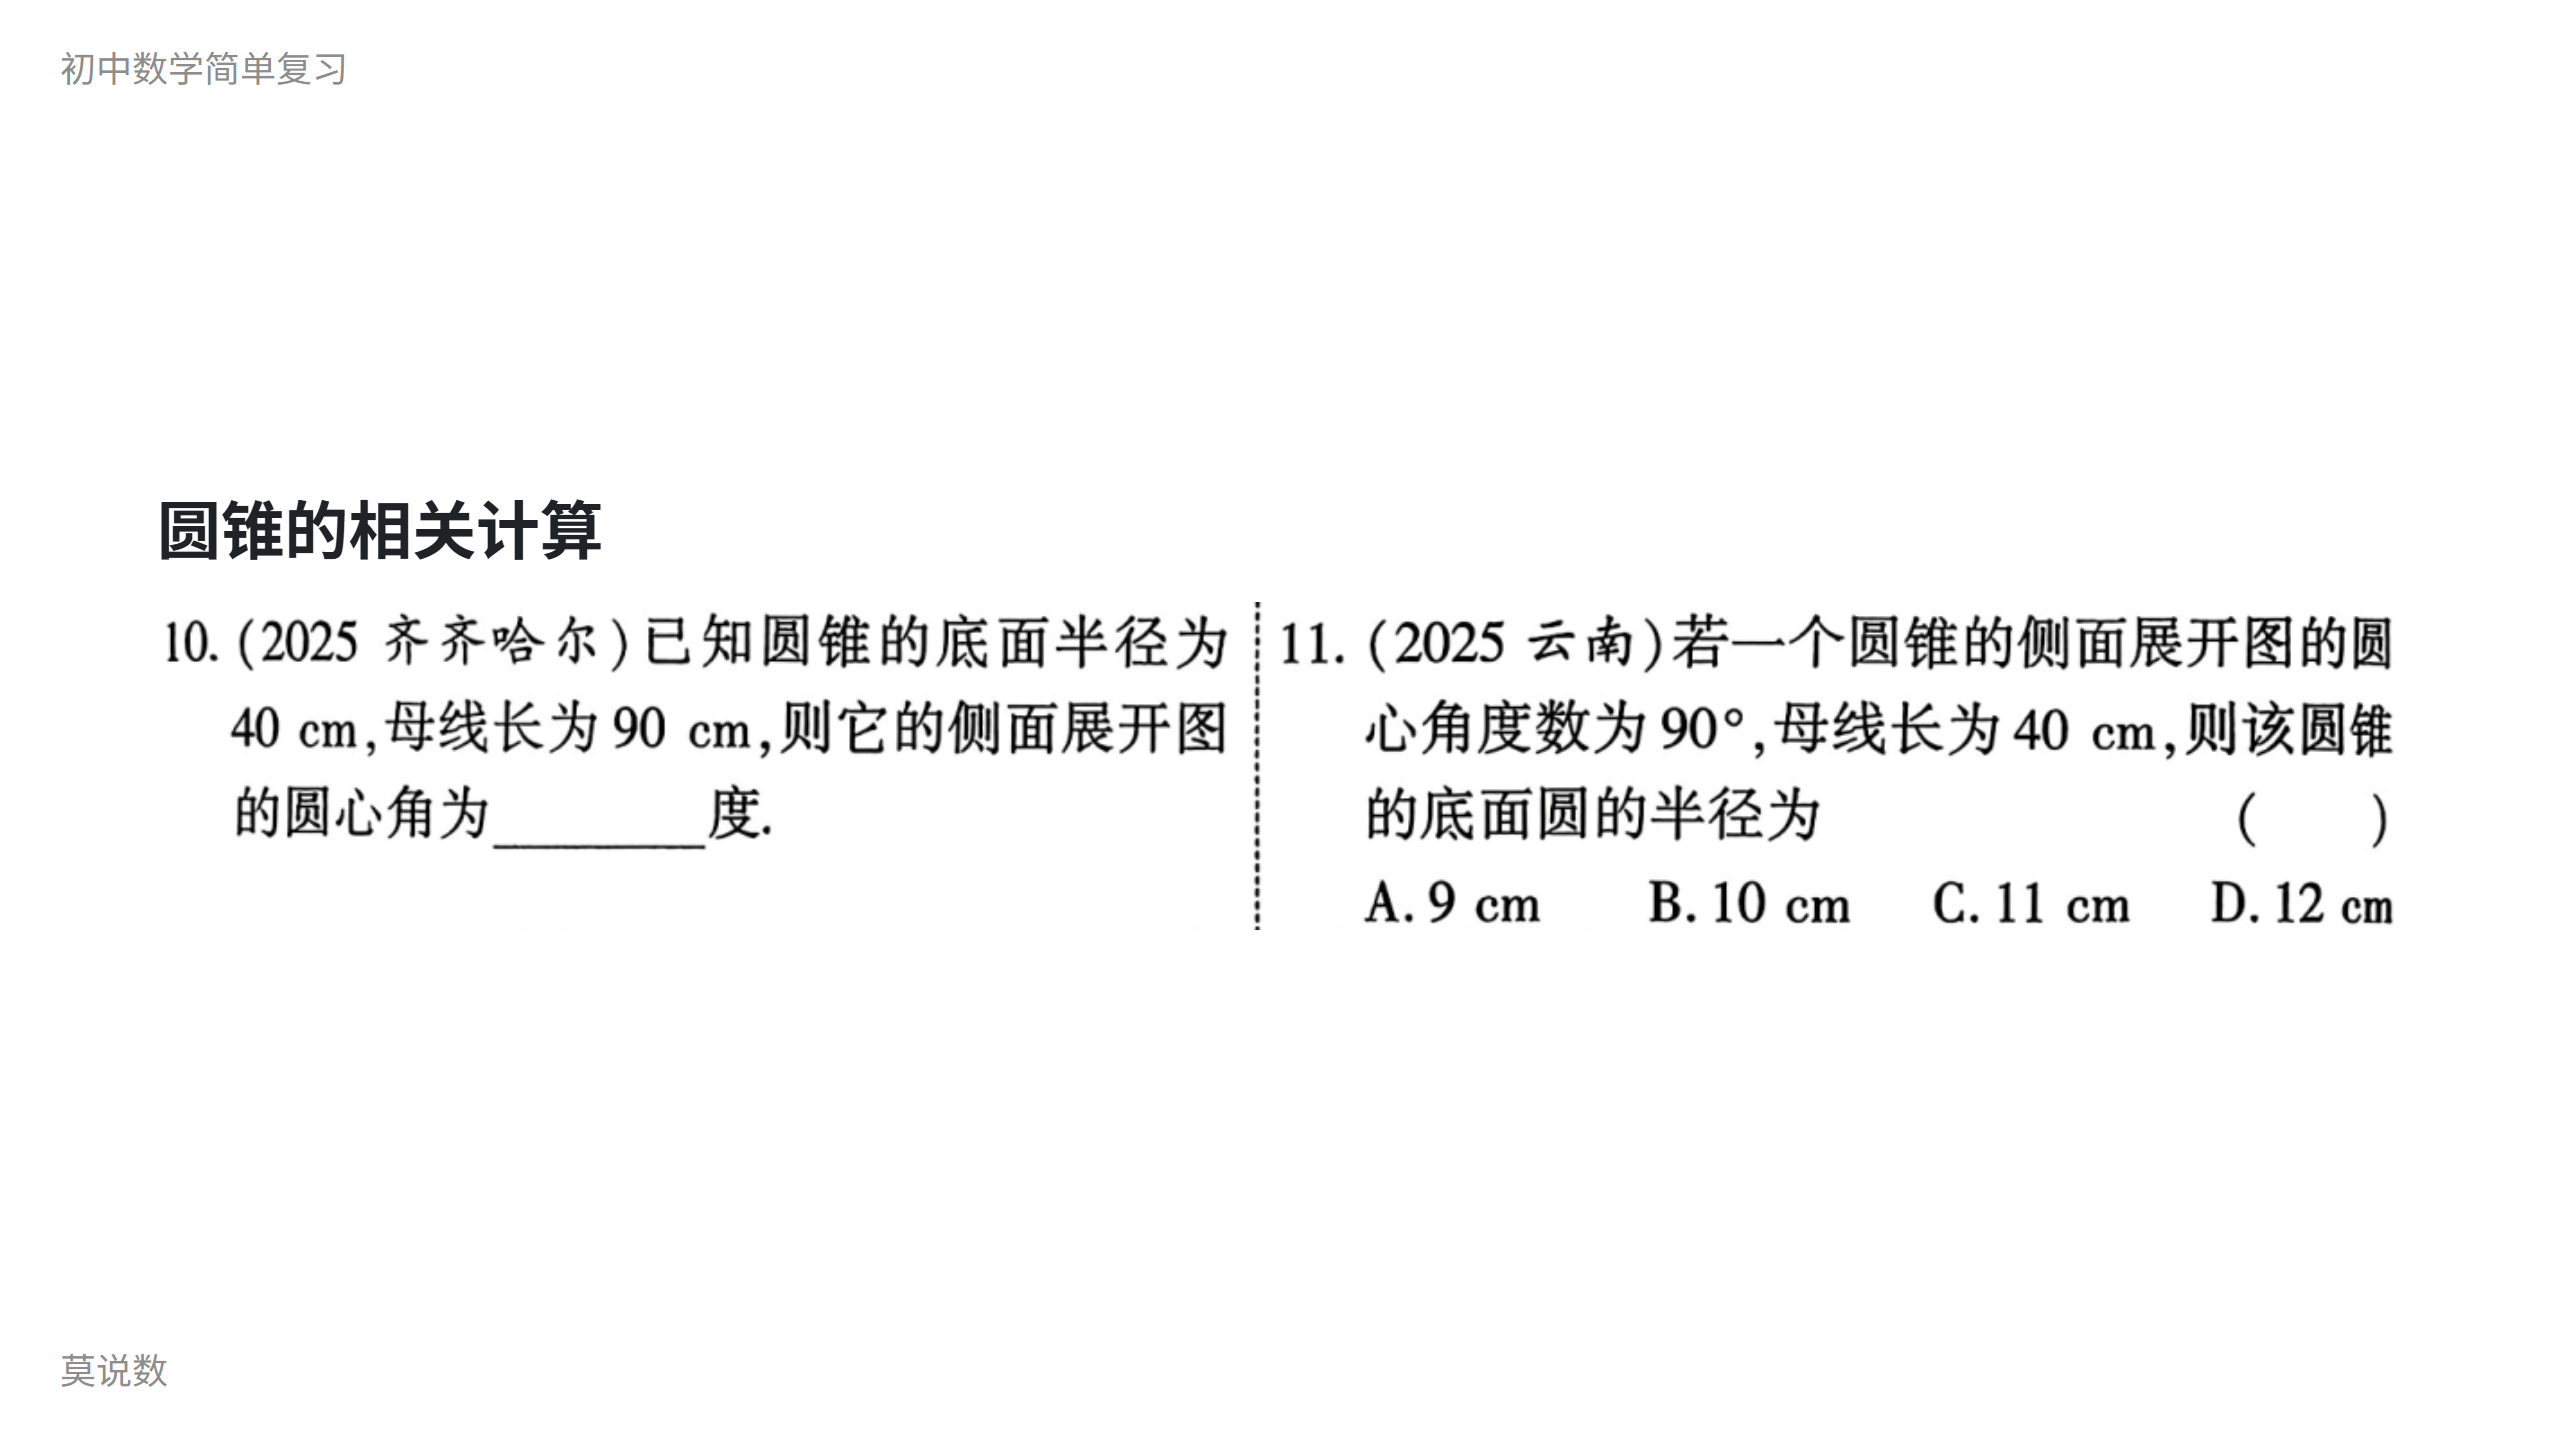 初中数学简单复习
圆锥的相关计算
10. (2025 齐齐哈尔)已知圆锥的底面半径为
40 cm,母线长为 90 cm,则它的侧面展开图
的圆心角为________度.
11. (2025 云南)若一个圆锥的侧面展开图的圆
心角度数为 90°,母线长为 40 cm,则该圆锥
的底面圆的半径为 ( )
A. 9 cm B. 10 cm C. 11 cm D. 12 cm
莫说数